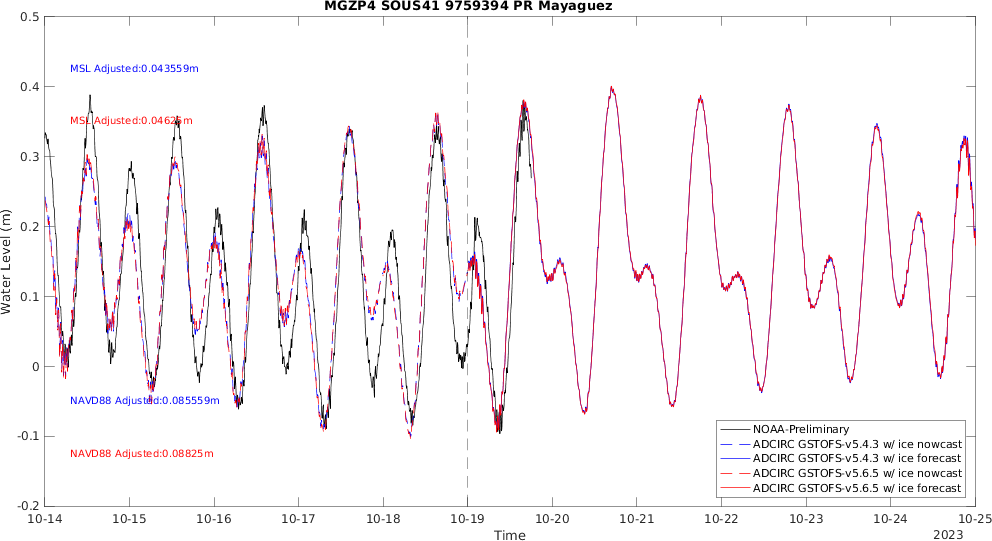 MGZP4 SOUS41 9759394 PR Mayaguez
0.5
0.4
0.3
0.2
0.1
0
-0.1
-0.2
Water Level (m)
MSL Adjusted:0.043559m
MSL Adjusted:0.04625m
NAVD88 Adjusted:0.085559m
NAVD88 Adjusted:0.08825m
NOAA-Preliminary
ADCIRC GSTOFS-v5.4.3 w/ ice nowcast
ADCIRC GSTOFS-v5.4.3 w/ ice forecast
ADCIRC GSTOFS-v5.6.5 w/ ice nowcast
ADCIRC GSTOFS-v5.6.5 w/ ice forecast
10-14 10-15 10-16 10-17 10-18 10-19 10-20 10-21 10-22 10-23 10-24 10-25
Time
2023